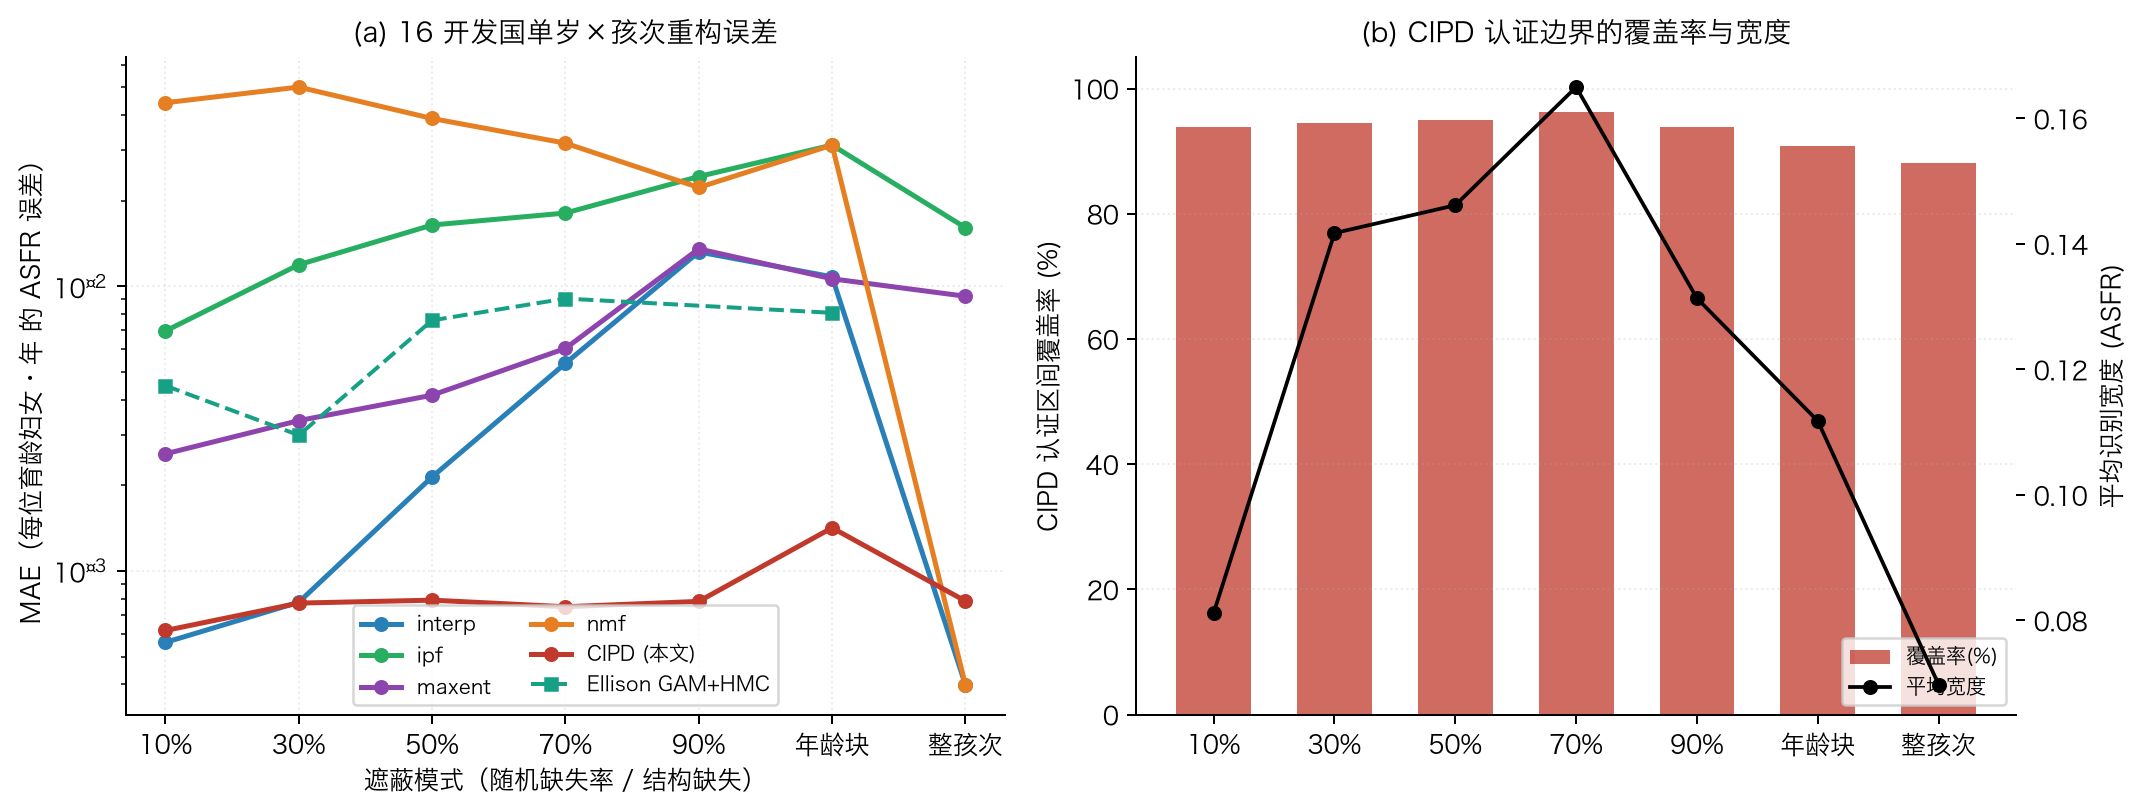 (a) 16 开发国单岁×孩次重构误差
MAE（每位育龄妇女・年 的 ASFR 误差）
10¤2
10¤3
interp
ipf
maxent
nmf
CIPD (本文)
Ellison GAM+HMC
10% 30% 50% 70% 90% 年龄块 整孩次
遮蔽模式（随机缺失率 / 结构缺失）
(b) CIPD 认证边界的覆盖率与宽度
CIPD 认证区间覆盖率 (%)
100
80
60
40
20
0
0.16
0.14
0.12
0.10
0.08
平均识别宽度 (ASFR)
覆盖率(%)
平均宽度
10% 30% 50% 70% 90% 年龄块 整孩次